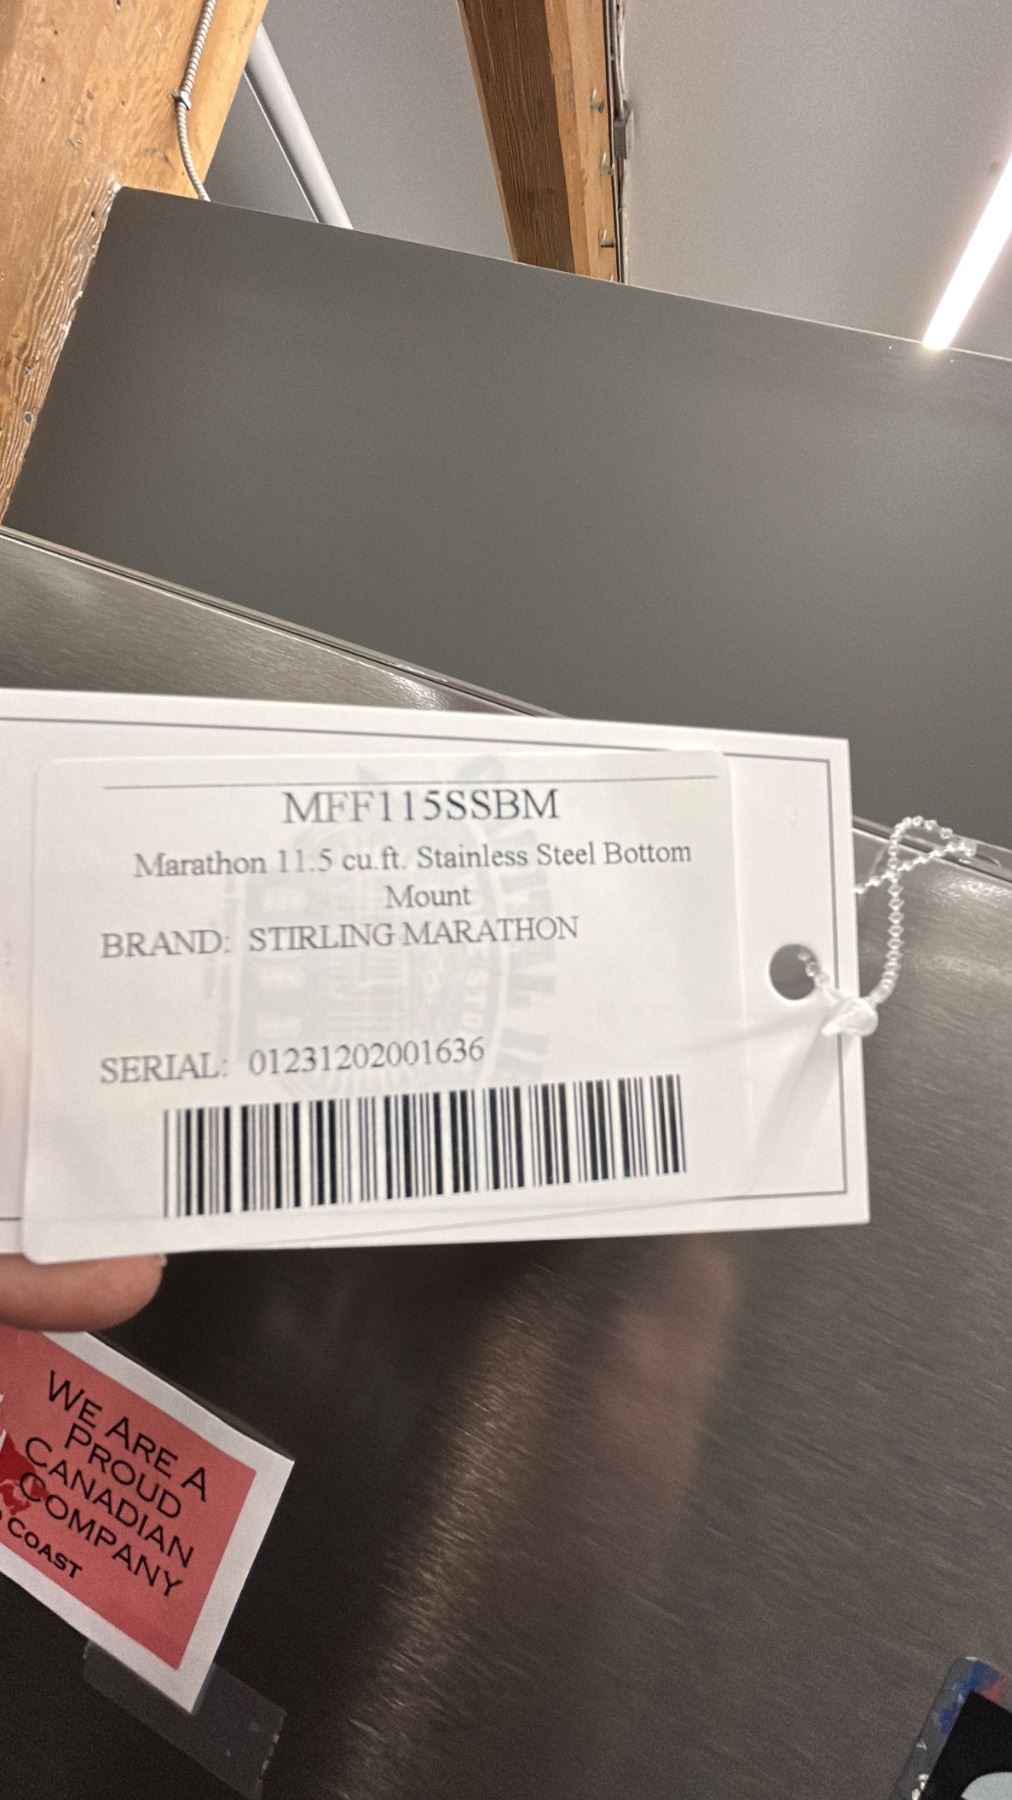 MFF115SSBM
Marathon 11.5 cu.ft. Stainless Steel Bottom
Mount
BRAND: STIRLING MARATHON
SERIAL: 01231202001636
WE ARE A
PROUD
CANADIAN
COMPANY
COAST